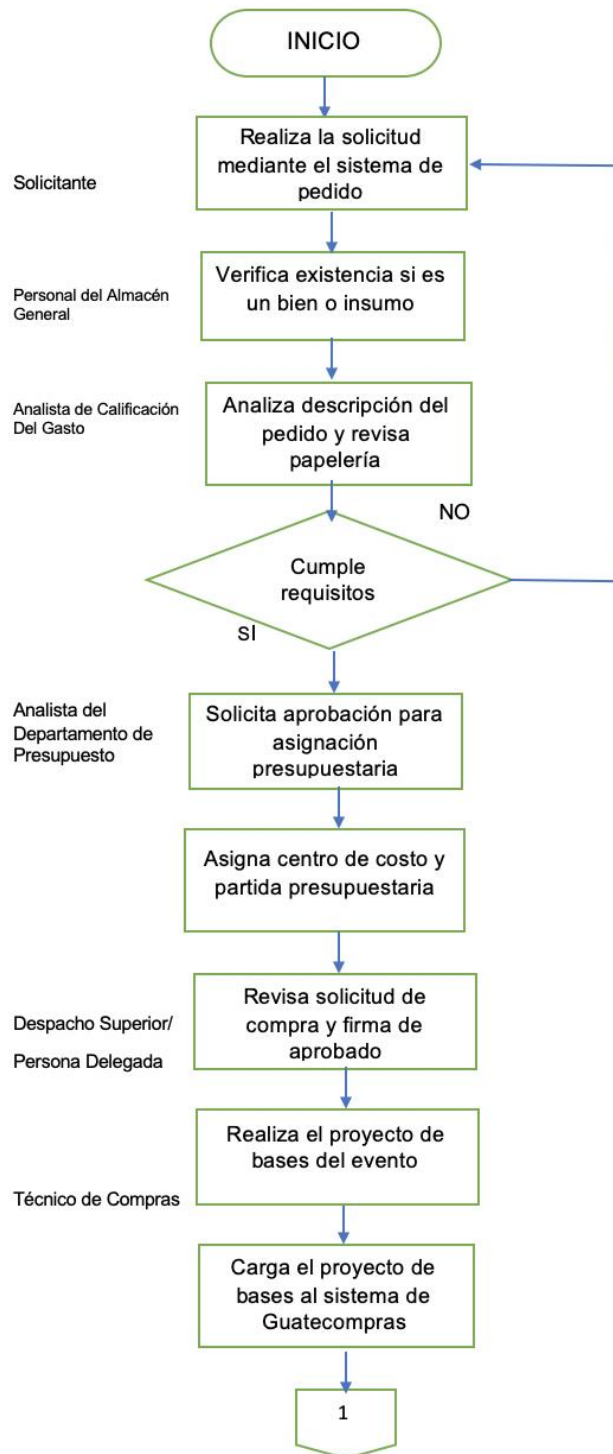 INICIO
Realiza la solicitud
mediante el sistema de
pedido
Solicitante
Verifica existencia si es
un bien o insumo
Personal del Almacén
General
Analiza descripción del
pedido y revisa
papelería
Analista de Calificación
Del Gasto
NO
Cumple
requisitos
SI
Analista del
Departamento de
Presupuesto
Solicita aprobación para
asignación
presupuestaria
Asigna centro de costo y
partida presupuestaria
Despacho Superior/
Persona Delegada
Revisa solicitud de
compra y firma de
aprobado
Realiza el proyecto de
bases del evento
Técnico de Compras
Carga el proyecto de
bases al sistema de
Guatecompras
1